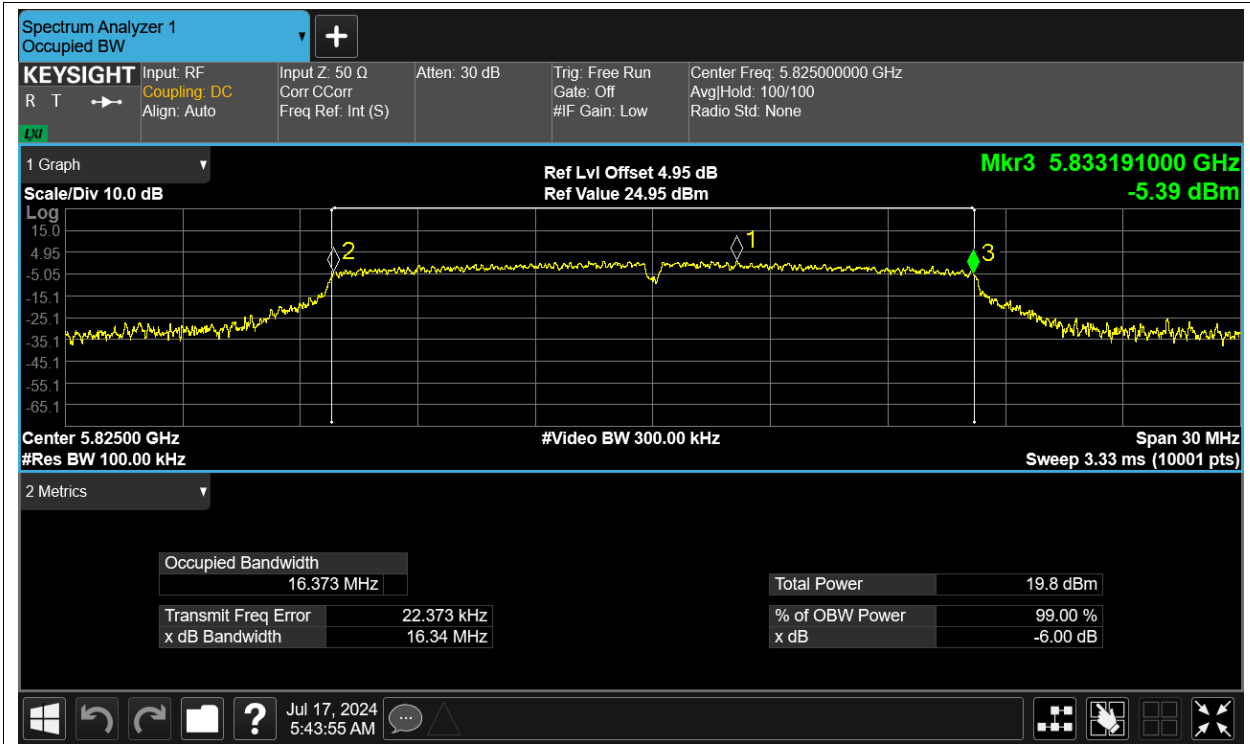 Spectrum Analyzer 1
Occupied BW
KEYSIGHT
R T
LXI
Input: RF
Coupling: DC
Align: Auto
Input Z: 50 Ω
Corr CCorr
Freq Ref: Int (S)
Atten: 30 dB
Trig: Free Run
Gate: Off
#IF Gain: Low
Center Freq: 5.825000000 GHz
Avg|Hold: 100/100
Radio Std: None
1 Graph
Scale/Div 10.0 dB
Ref Lvl Offset 4.95 dB
Ref Value 24.95 dBm
Mkr3 5.833191000 GHz
-5.39 dBm
Log
15.0
4.95
-5.05
-15.1
-25.1
-35.1
-45.1
-55.1
-65.1
2
1
3
Center 5.82500 GHz
#Res BW 100.00 kHz
#Video BW 300.00 kHz
Span 30 MHz
Sweep 3.33 ms (10001 pts)
2 Metrics
Occupied Bandwidth
16.373 MHz
Transmit Freq Error 22.373 kHz
x dB Bandwidth 16.34 MHz
Total Power 19.8 dBm
% of OBW Power 99.00 %
x dB -6.00 dB
?
Jul 17, 2024
5:43:55 AM